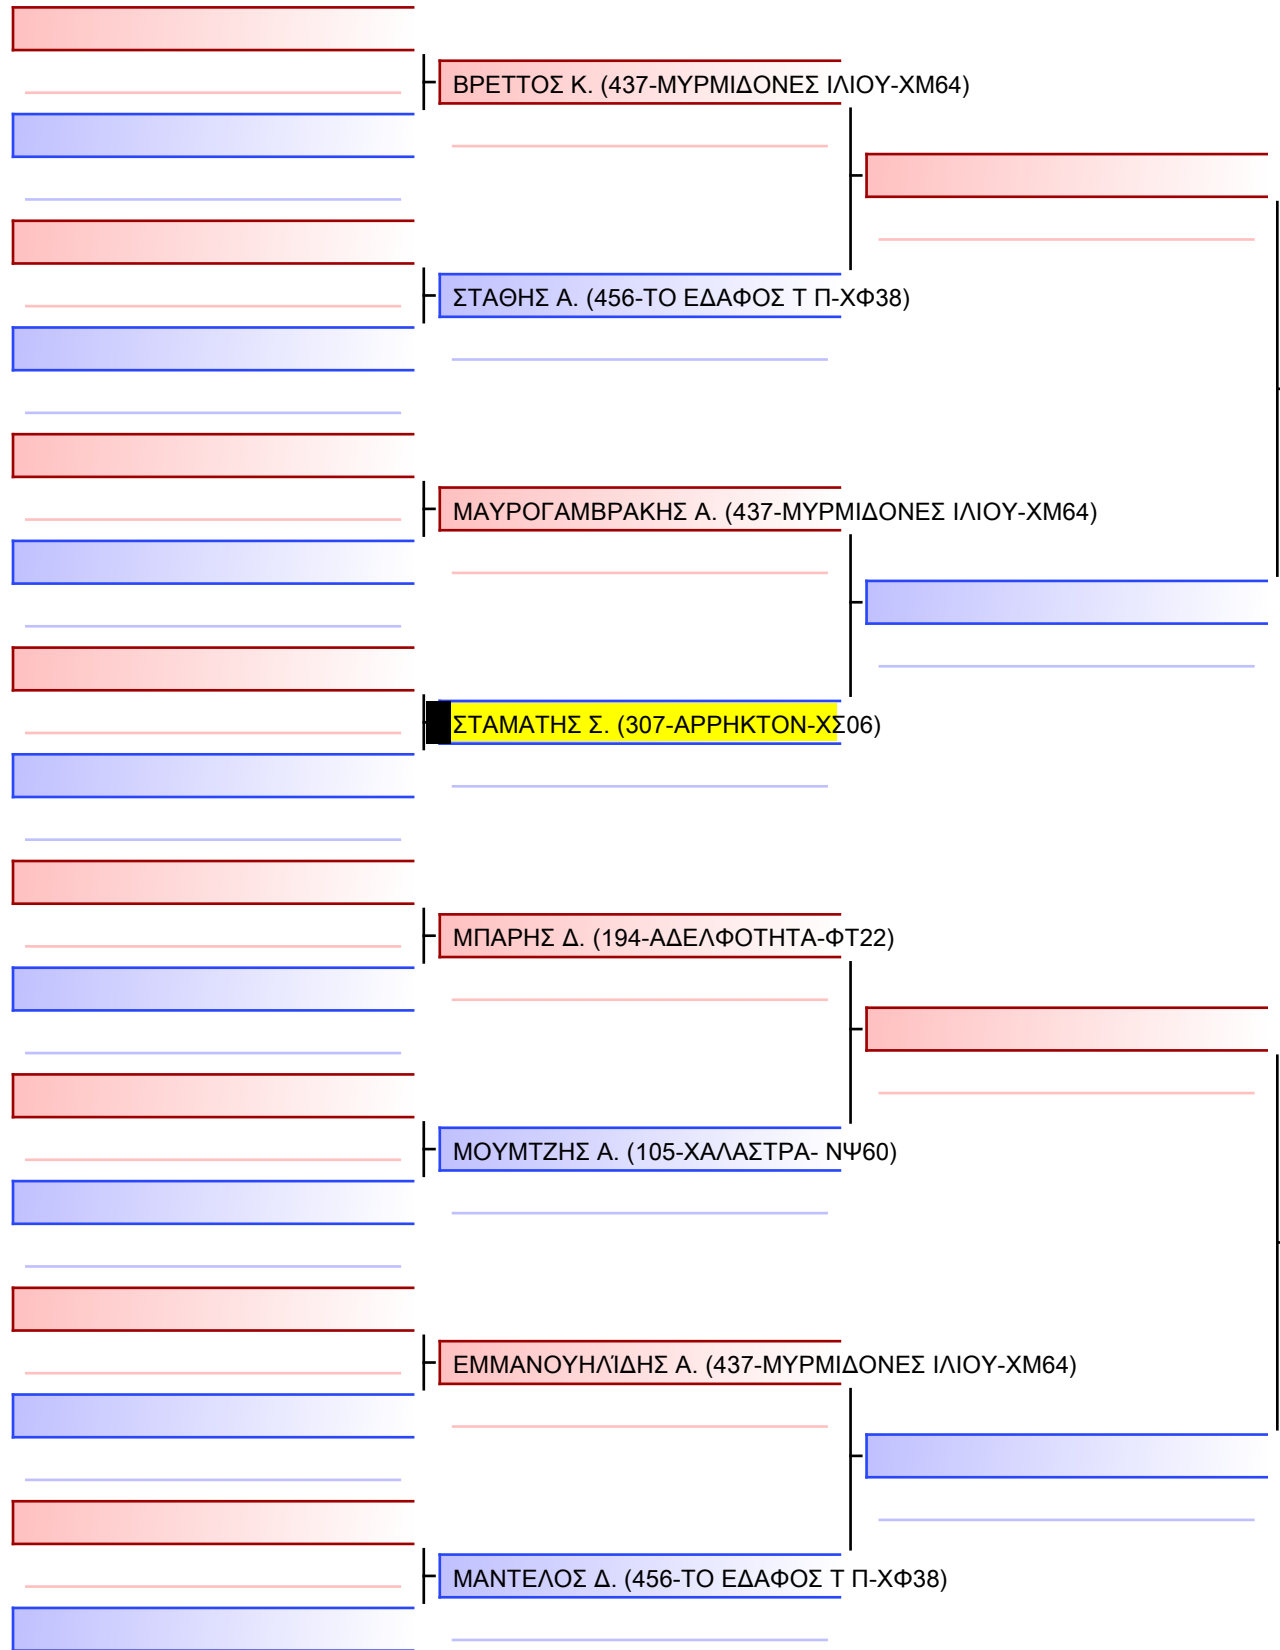 ΒΡΕΤΤΟΣ Κ. (437-ΜΥΡΜΙΔΟΝΕΣ ΙΛΙΟΥ-ΧΜ64)
ΣΤΑΘΗΣ Α. (456-ΤΟ ΕΔΑΦΟΣ Τ Π-ΧΦ38)
ΜΑΥΡΟΓΑΜΒΡΑΚΗΣ Α. (437-ΜΥΡΜΙΔΟΝΕΣ ΙΛΙΟΥ-ΧΜ64)
ΣΤΑΜΑΤΗΣ Σ. (307-ΑΡΡΗΚΤΟΝ-ΧΣ06)
ΜΠΑΡΗΣ Δ. (194-ΑΔΕΛΦΟΤΗΤΑ-ΦΤ22)
ΜΟΥΜΤΖΗΣ Α. (105-ΧΑΛΑΣΤΡΑ- ΝΨ60)
ΕΜΜΑΝΟΥΗΛΊΔΗΣ Α. (437-ΜΥΡΜΙΔΟΝΕΣ ΙΛΙΟΥ-ΧΜ64)
ΜΑΝΤΕΛΟΣ Δ. (456-ΤΟ ΕΔΑΦΟΣ Τ Π-ΧΦ38)